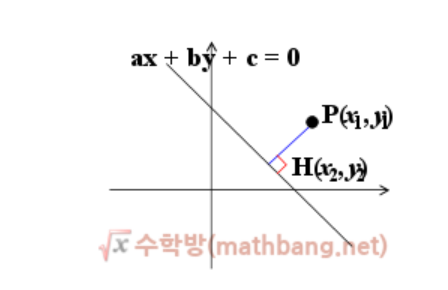 ax + by + c = 0
P(x₁, y₁)
H(x₂, y₂)
√x 수학방(mathbang.net)